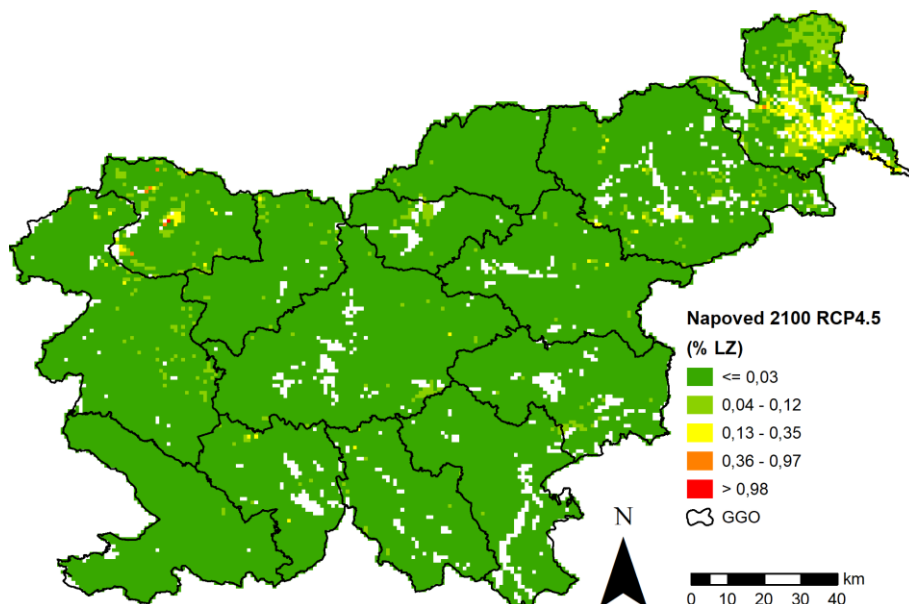 Napoved 2100 RCP4.5
(% LZ)
<= 0,03
0,04 - 0,12
0,13 - 0,35
0,36 - 0,97
> 0,98
GGO
N
km
0 10 20 30 40